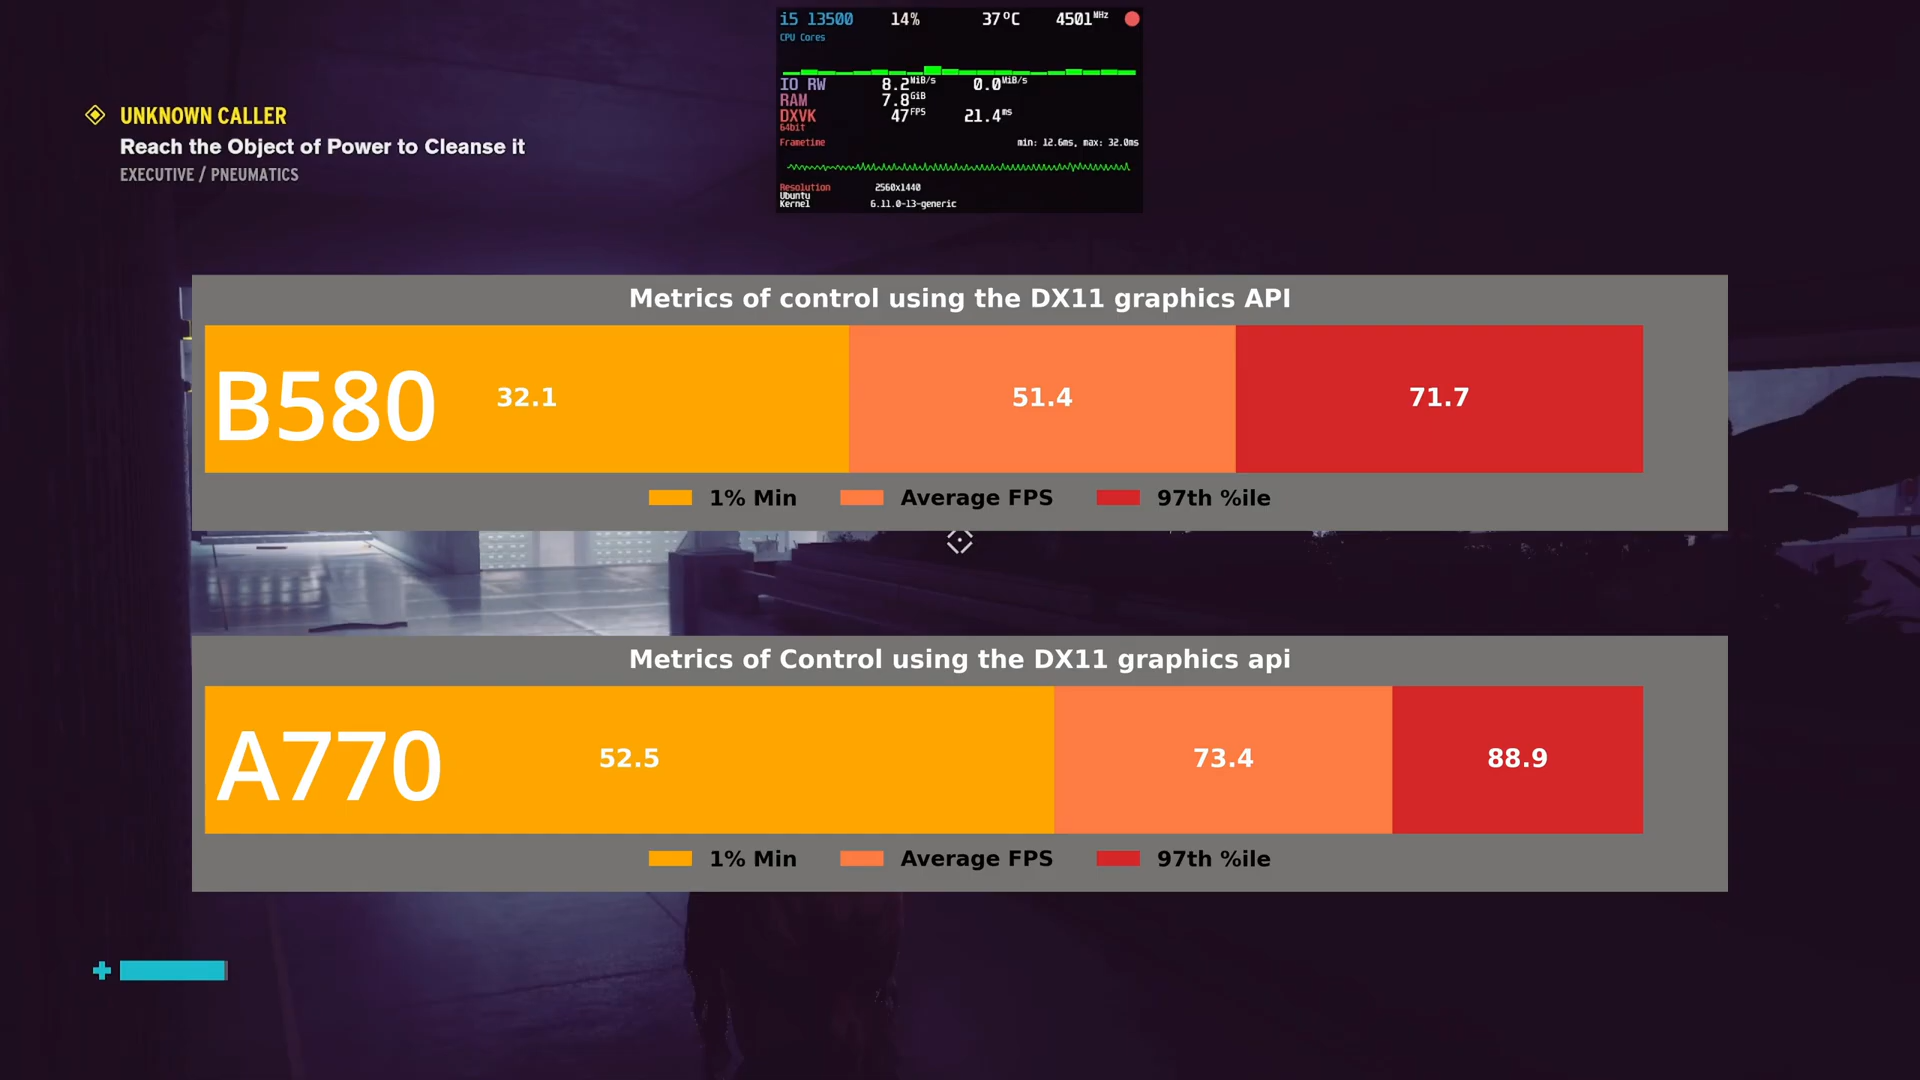 i5 13500 14% 37°C 4501MHz
CPU Cores
IO RW 8.2MiB/s 0.0MiB/s
RAM 7.8GiB
DXVK 47FPS 21.4ms
64bit
Frametime min: 12.6ms, max: 32.0ms
Resolution 2560x1440
Ubuntu
Kernel 6.11.0-13-generic
UNKNOWN CALLER
Reach the Object of Power to Cleanse it
EXECUTIVE / PNEUMATICS
Metrics of control using the DX11 graphics API
B580 32.1 51.4 71.7
1% Min Average FPS 97th %ile
Metrics of Control using the DX11 graphics api
A770 52.5 73.4 88.9
1% Min Average FPS 97th %ile